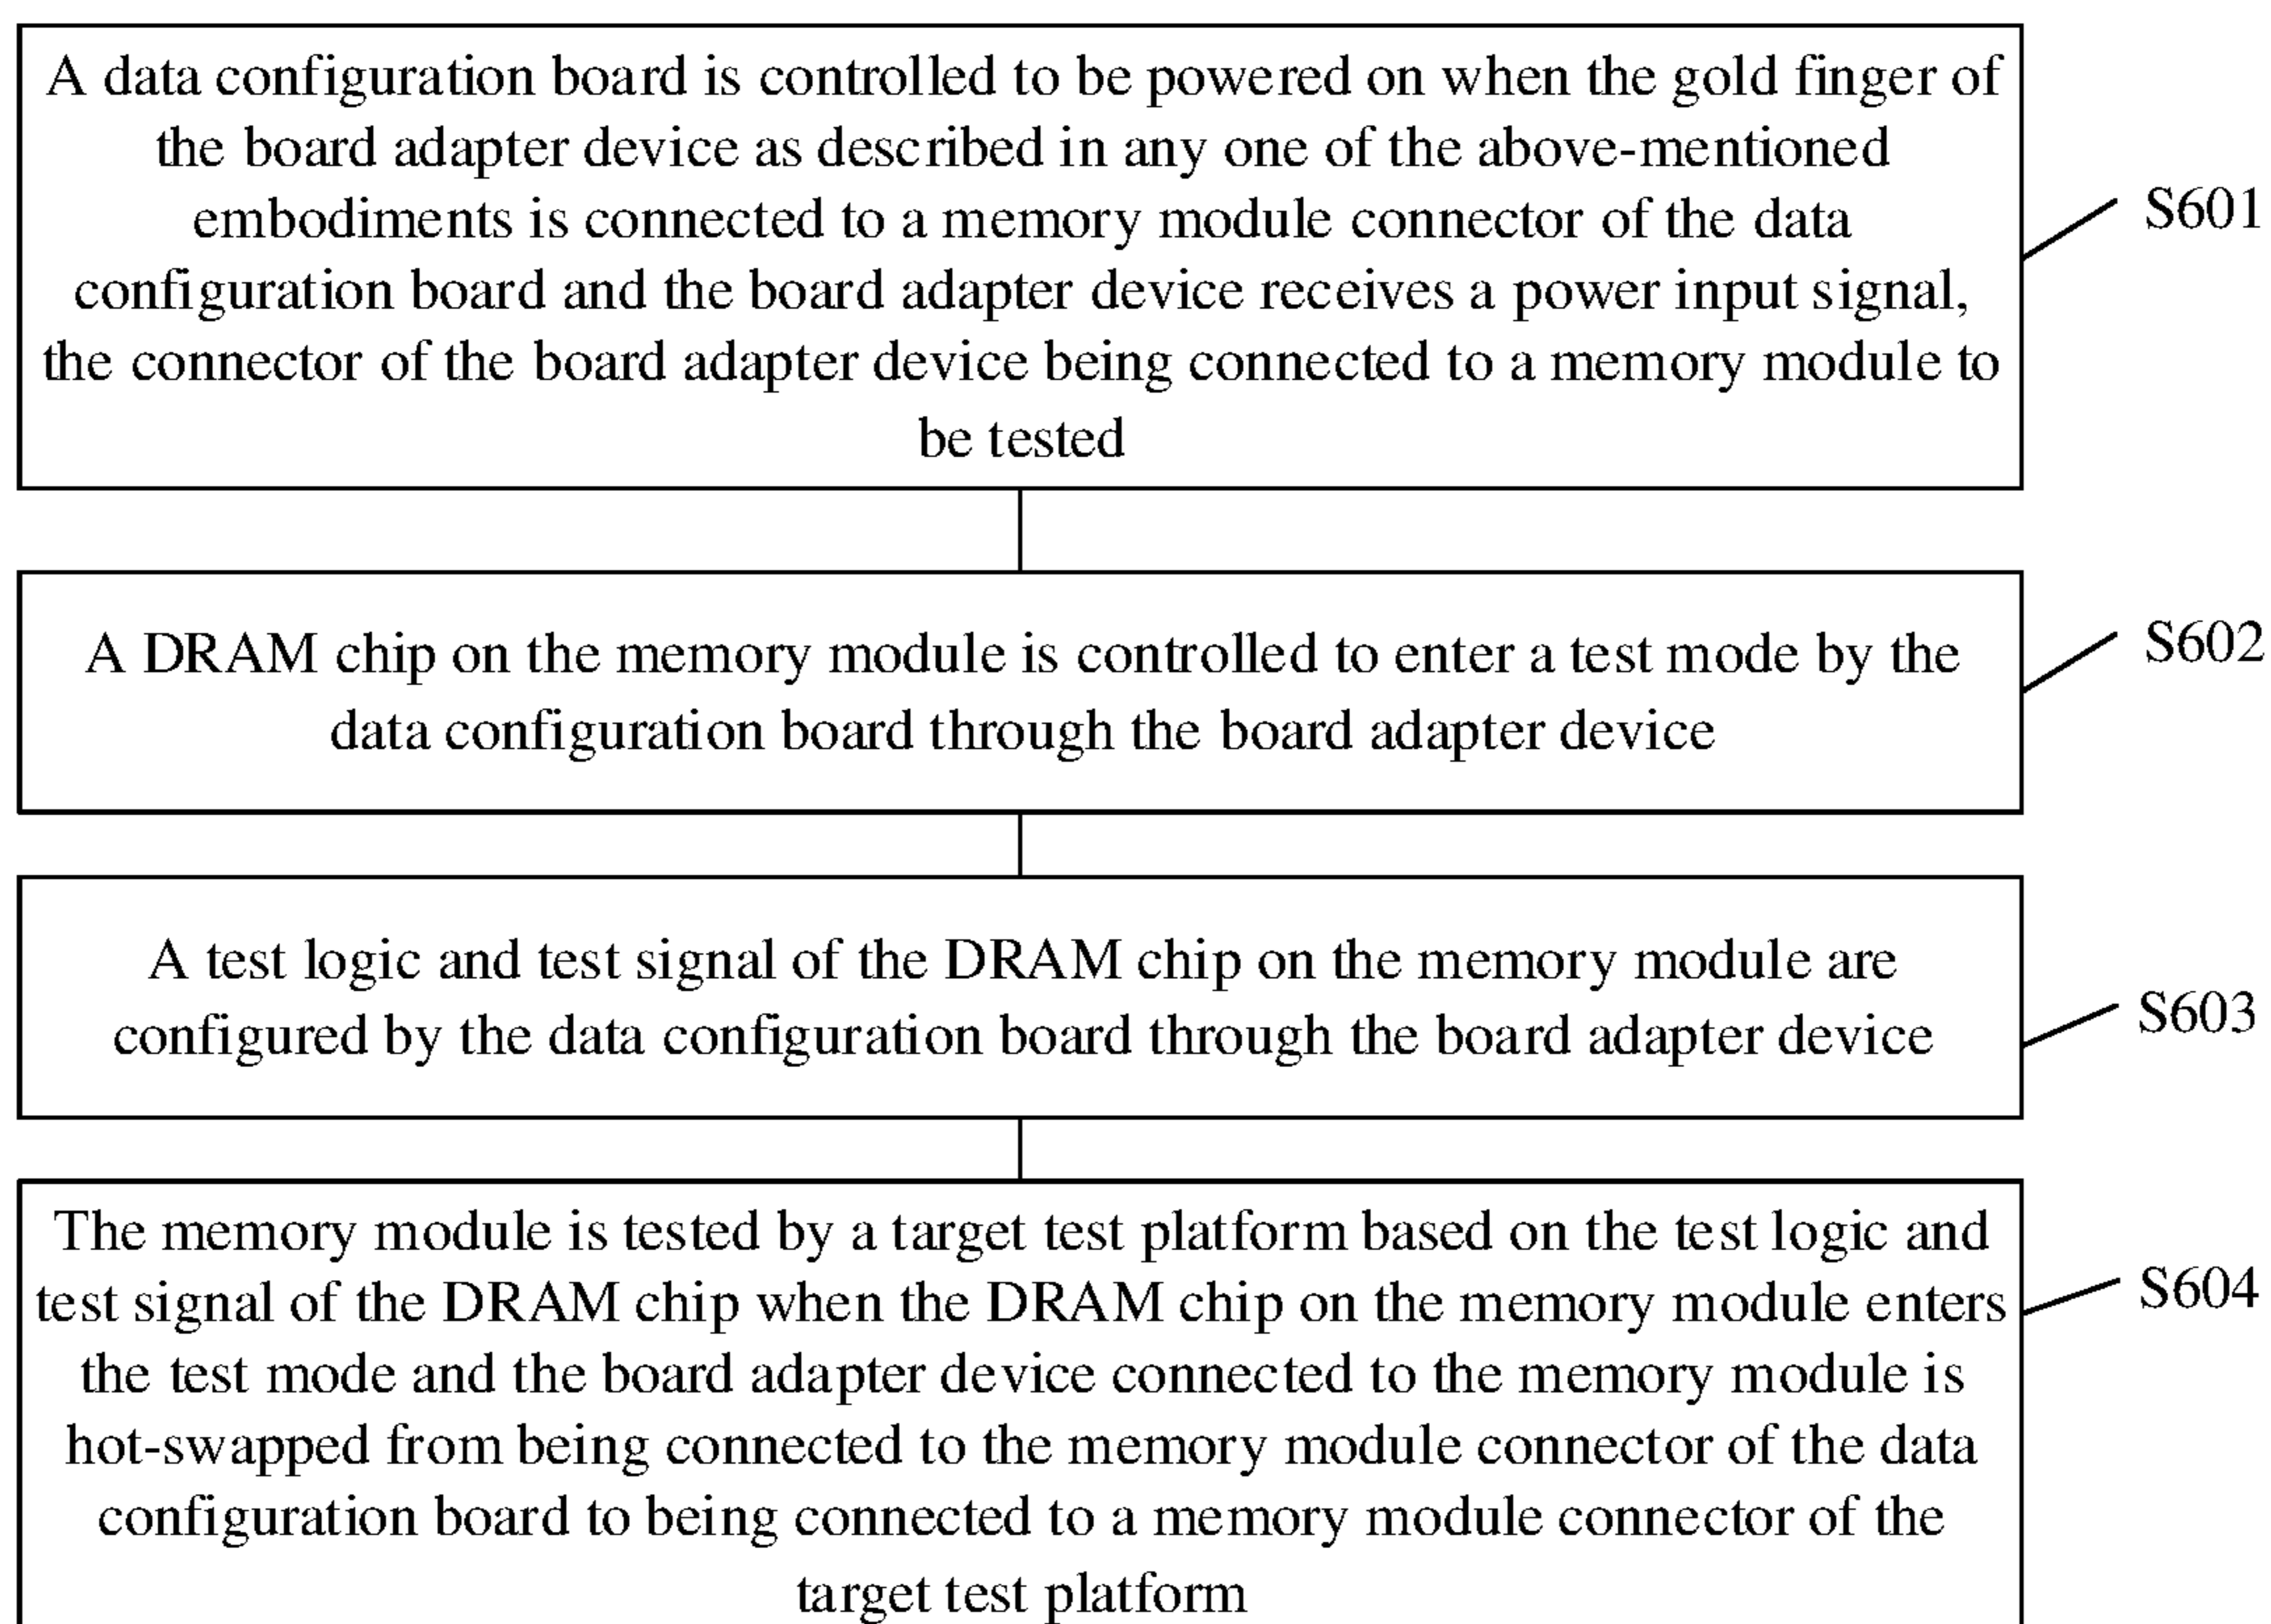 A data configuration board is controlled to be powered on when the gold finger of
the board adapter device as described in any one of the above-mentioned
embodiments is connected to a memory module connector of the data
configuration board and the board adapter device receives a power input signal,
the connector of the board adapter device being connected to a memory module to
be tested
S601
A DRAM chip on the memory module is controlled to enter a test mode by the
data configuration board through the board adapter device
S602
A test logic and test signal of the DRAM chip on the memory module are
configured by the data configuration board through the board adapter device
S603
The memory module is tested by a target test platform based on the test logic and
test signal of the DRAM chip when the DRAM chip on the memory module enters
the test mode and the board adapter device connected to the memory module is
hot-swapped from being connected to the memory module connector of the data
configuration board to being connected to a memory module connector of the
target test platform
S604